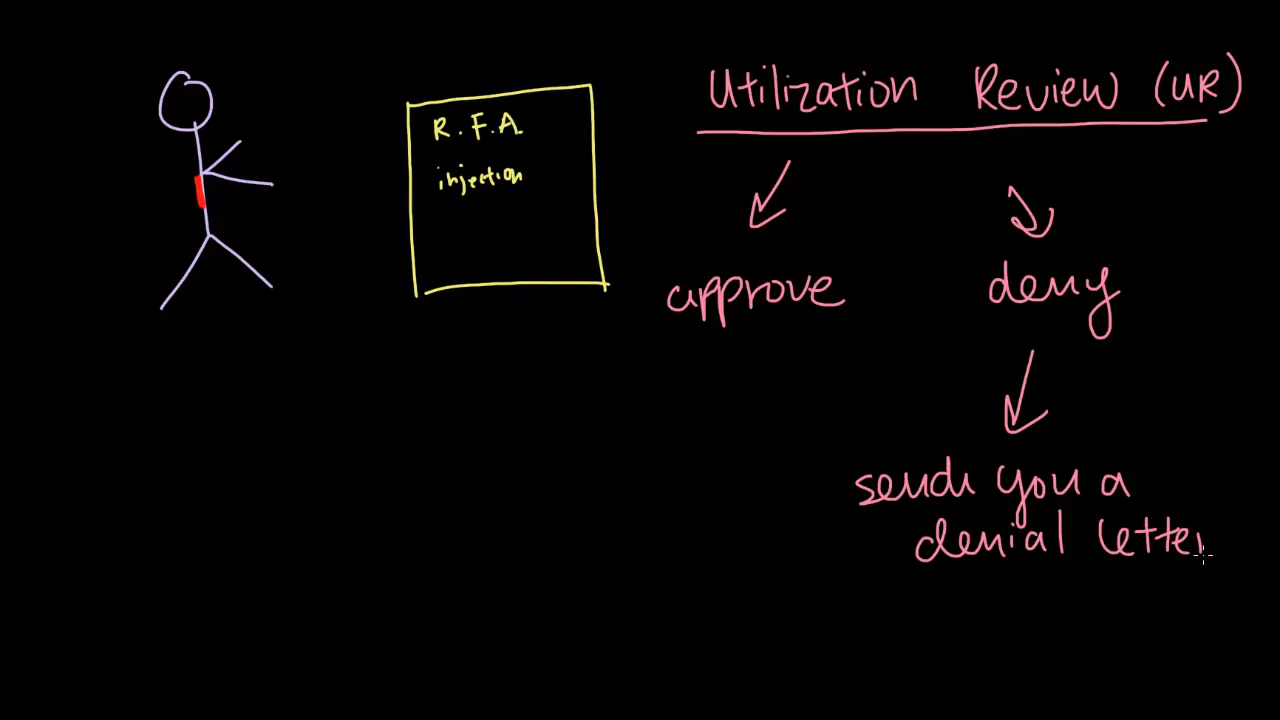 Utilization Review (UR)
R.F.A
injection
approve
deny
sends you a
denial letter